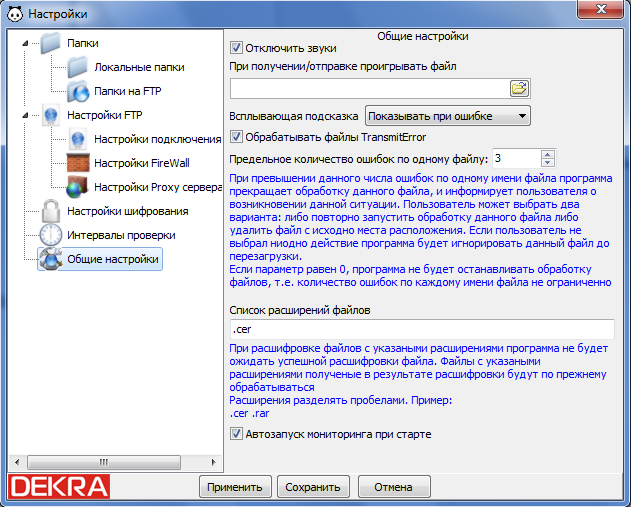 Настройки
Папки
Локальные папки
Папки на FTP
Настройки FTP
Настройки подключения
Настройки FireWall
Настройки Proxy сервера
Настройки шифрования
Интервалы проверки
Общие настройки
Общие настройки
Отключить звуки
При получении/отправке проигрывать файл
Всплывающая подсказка
Показывать при ошибке
Обрабатывать файлы TransmitError
Предельное количество ошибок по одному файлу: 3
При превышении данного числа ошибок по одному имени файла программа
прекращает обработку данного файла, и информирует пользователя о
возникновении данной ситуации. Пользователь может выбрать два
варианта: либо повторно запустить обработку данного файла либо
удалить файл с исходно места расположения. Если пользователь не
выбрал ниодно действие программа будет игнорировать данный файл до
перезагрузки.
Если параметр равен 0, программа не будет останавливать обработку
файлов, т.е. количество ошибок по каждому имени файла не ограниченно
Список расширений файлов
.cer
При расшифровке файлов с указаными расширениями программа не будет
ожидать успешной расшифровки файла. Файлы с указаными
расширениями полученые в результате расшифровки будут по прежнему
обрабатываться
Расширения разделять пробелами. Пример:
.cer .rar
Автозапуск мониторинга при старте
DEKRA
Применить
Сохранить
Отмена